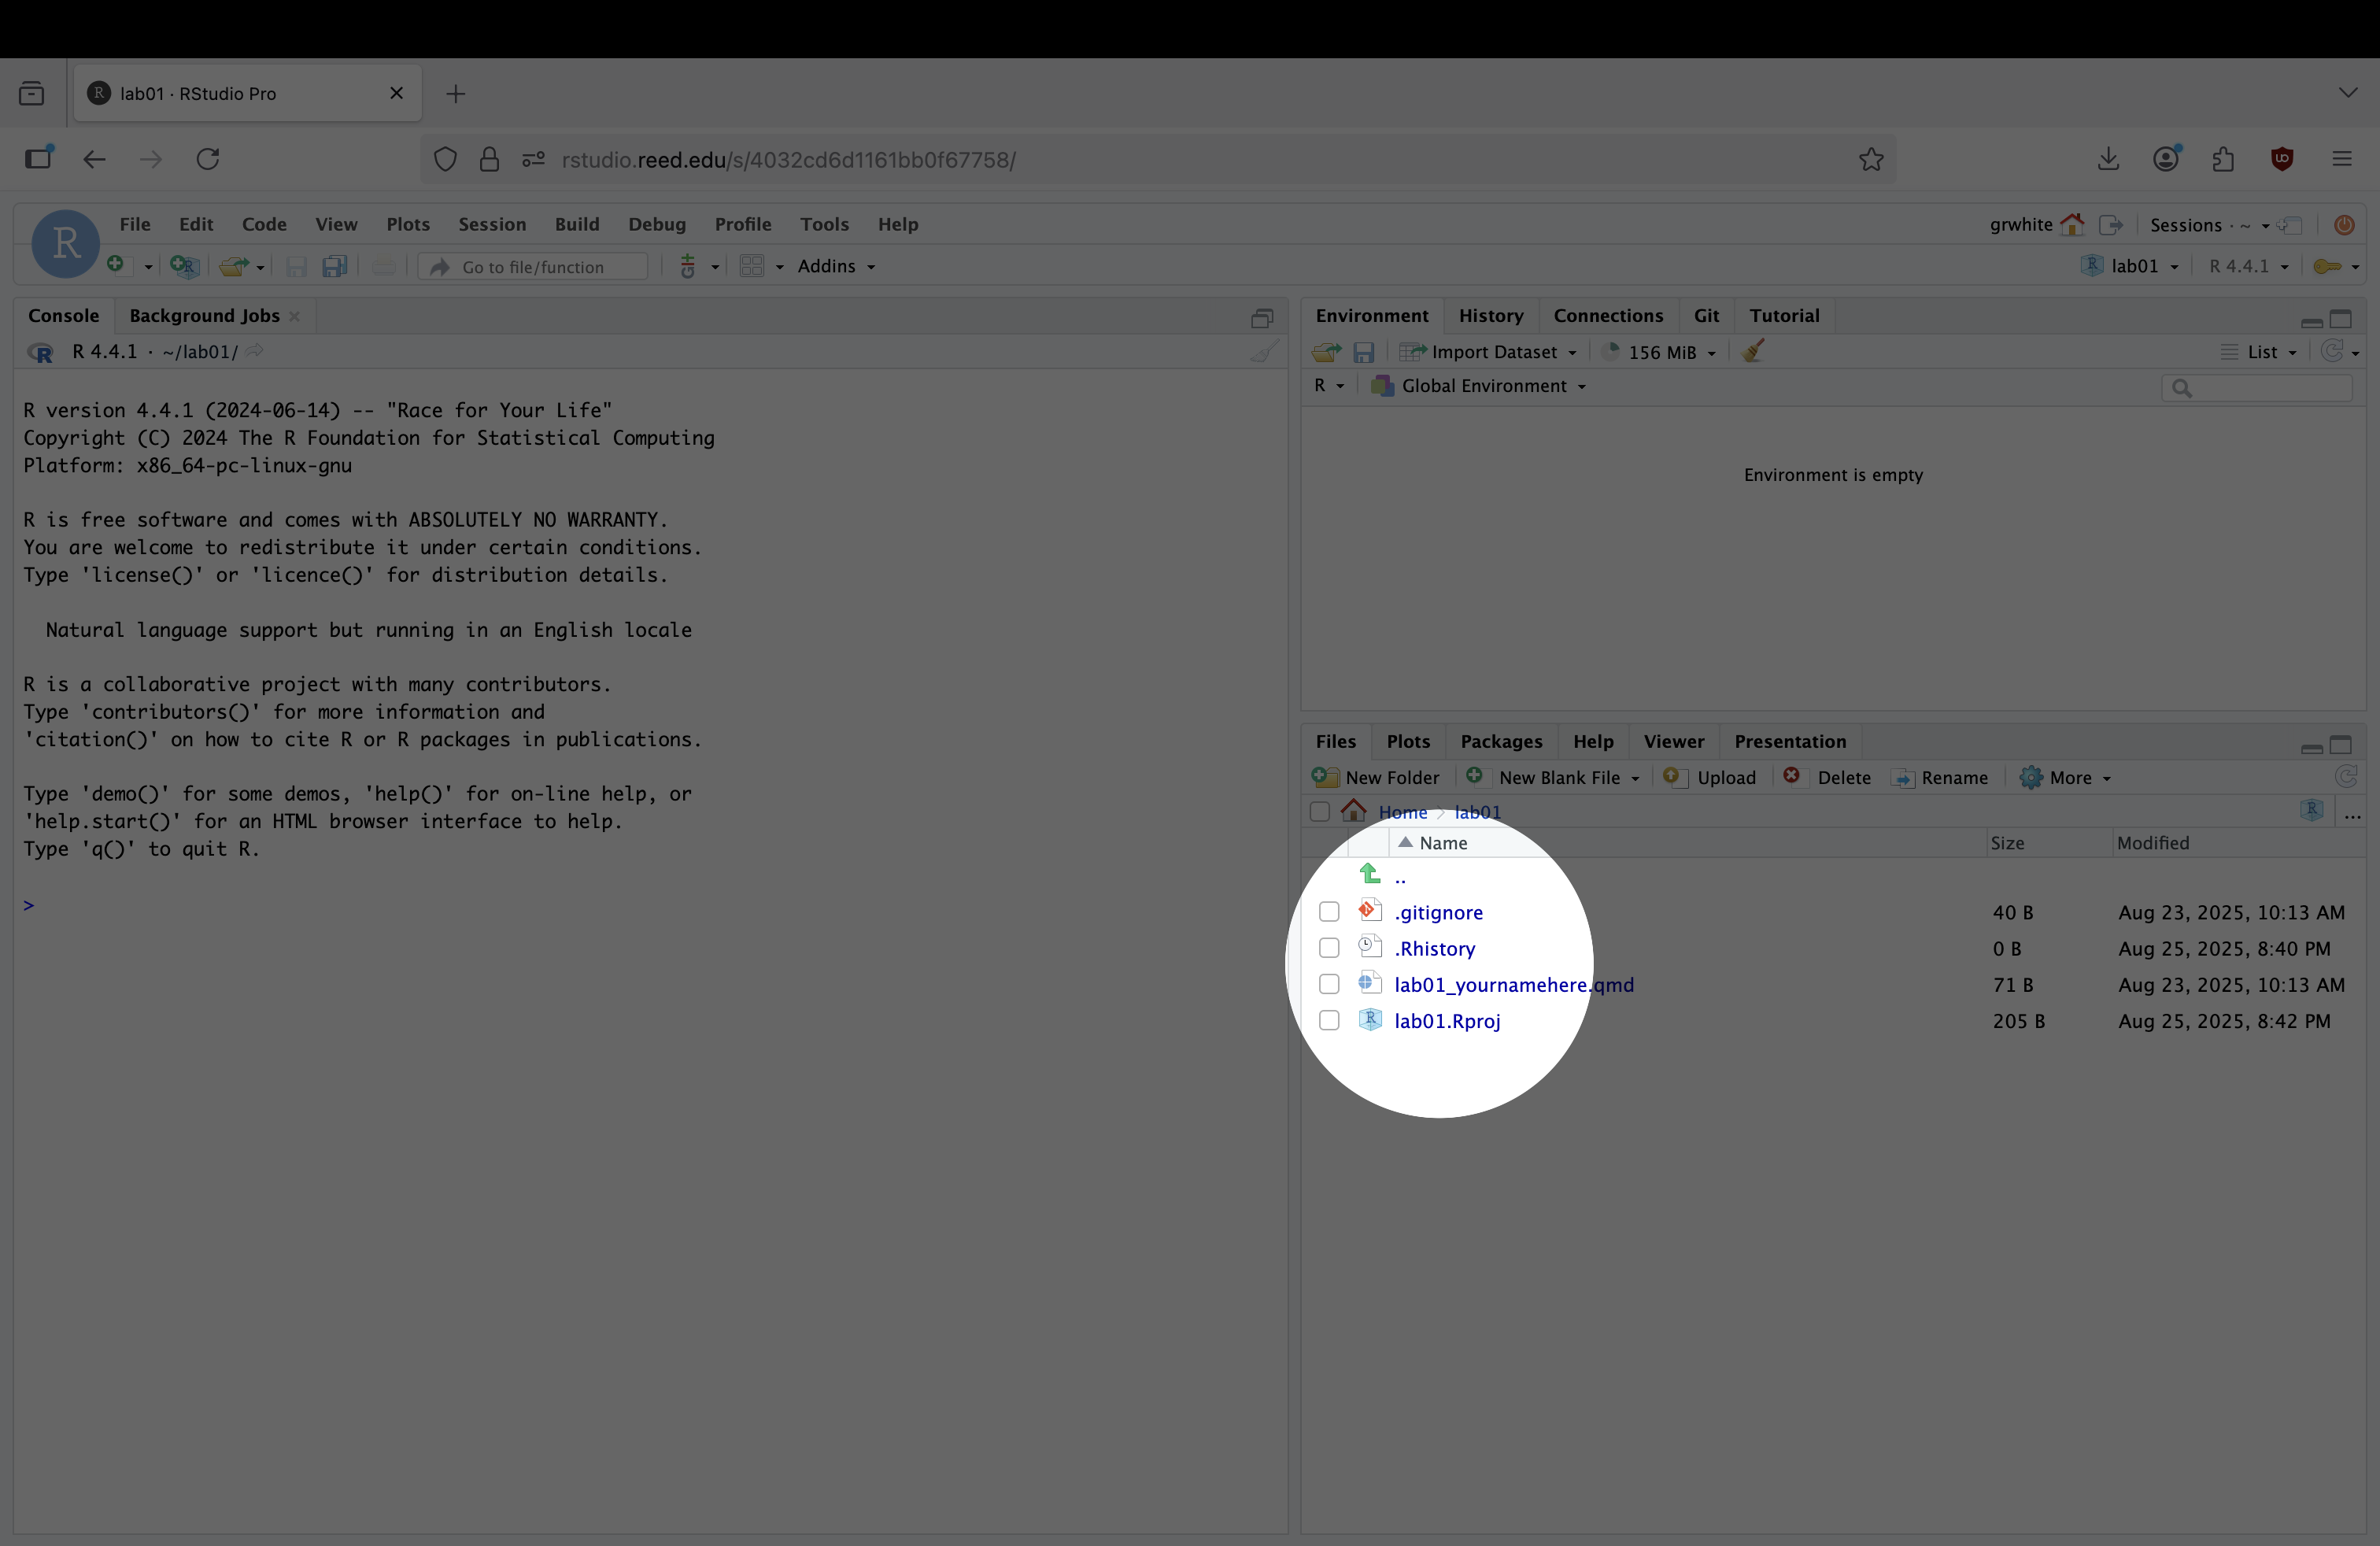 lab01 · RStudio Pro
rstudio.reed.edu/s/4032cd6d1161bb0f67758/
File Edit Code View Plots Session Build Debug Profile Tools Help
grwhite Sessions · ~
Go to file/function Addins
lab01 R 4.4.1
Console Background Jobs
R 4.4.1 · ~/lab01/
R version 4.4.1 (2024-06-14) -- "Race for Your Life"
Copyright (C) 2024 The R Foundation for Statistical Computing
Platform: x86_64-pc-linux-gnu
R is free software and comes with ABSOLUTELY NO WARRANTY.
You are welcome to redistribute it under certain conditions.
Type 'license()' or 'licence()' for distribution details.
Natural language support but running in an English locale
R is a collaborative project with many contributors.
Type 'contributors()' for more information and
'citation()' on how to cite R or R packages in publications.
Type 'demo()' for some demos, 'help()' for on-line help, or
'help.start()' for an HTML browser interface to help.
Type 'q()' to quit R.
>
Environment History Connections Git Tutorial
Import Dataset 156 MiB List
R Global Environment
Environment is empty
Files Plots Packages Help Viewer Presentation
New Folder New Blank File Upload Delete Rename More
Home lab01 ...
Name Size Modified
..
.gitignore 40 B Aug 23, 2025, 10:13 AM
.Rhistory 0 B Aug 25, 2025, 8:40 PM
lab01_yournamehere.qmd 71 B Aug 23, 2025, 10:13 AM
lab01.Rproj 205 B Aug 25, 2025, 8:42 PM